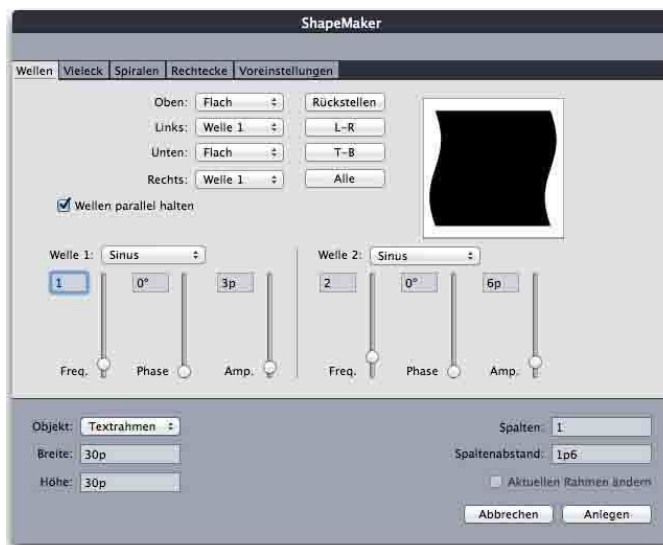 ShapeMaker
Wellen Vieleck Spiralen Rechtecke Voreinstellungen
Oben: Flach Rückstellen
Links: Welle 1 L-R
Unten: Flach T-B
Rechts: Welle 1 Alle
Wellen parallel halten
Welle 1: Sinus Welle 2: Sinus
1 0° 3p 2 0° 6p
Freq. Phase Amp. Freq. Phase Amp.
Objekt: Textrahmen Spalten: 1
Breite: 30p Spaltenabstand: 1p6
Höhe: 30p Aktuellen Rahmen ändern
Abbrechen Anlegen